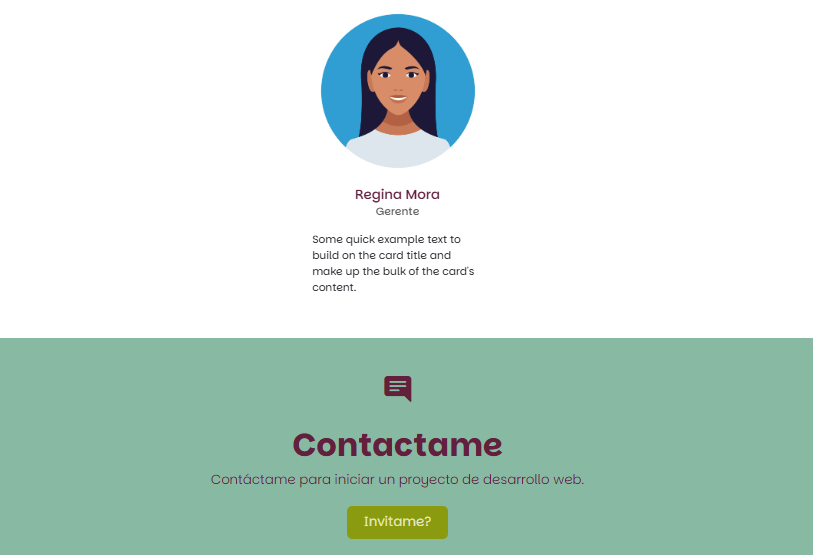 Regina Mora
Gerente
Some quick example text to
build on the card title and
make up the bulk of the card's
content.
Contactame
Contáctame para iniciar un proyecto de desarrollo web.
Invitame?